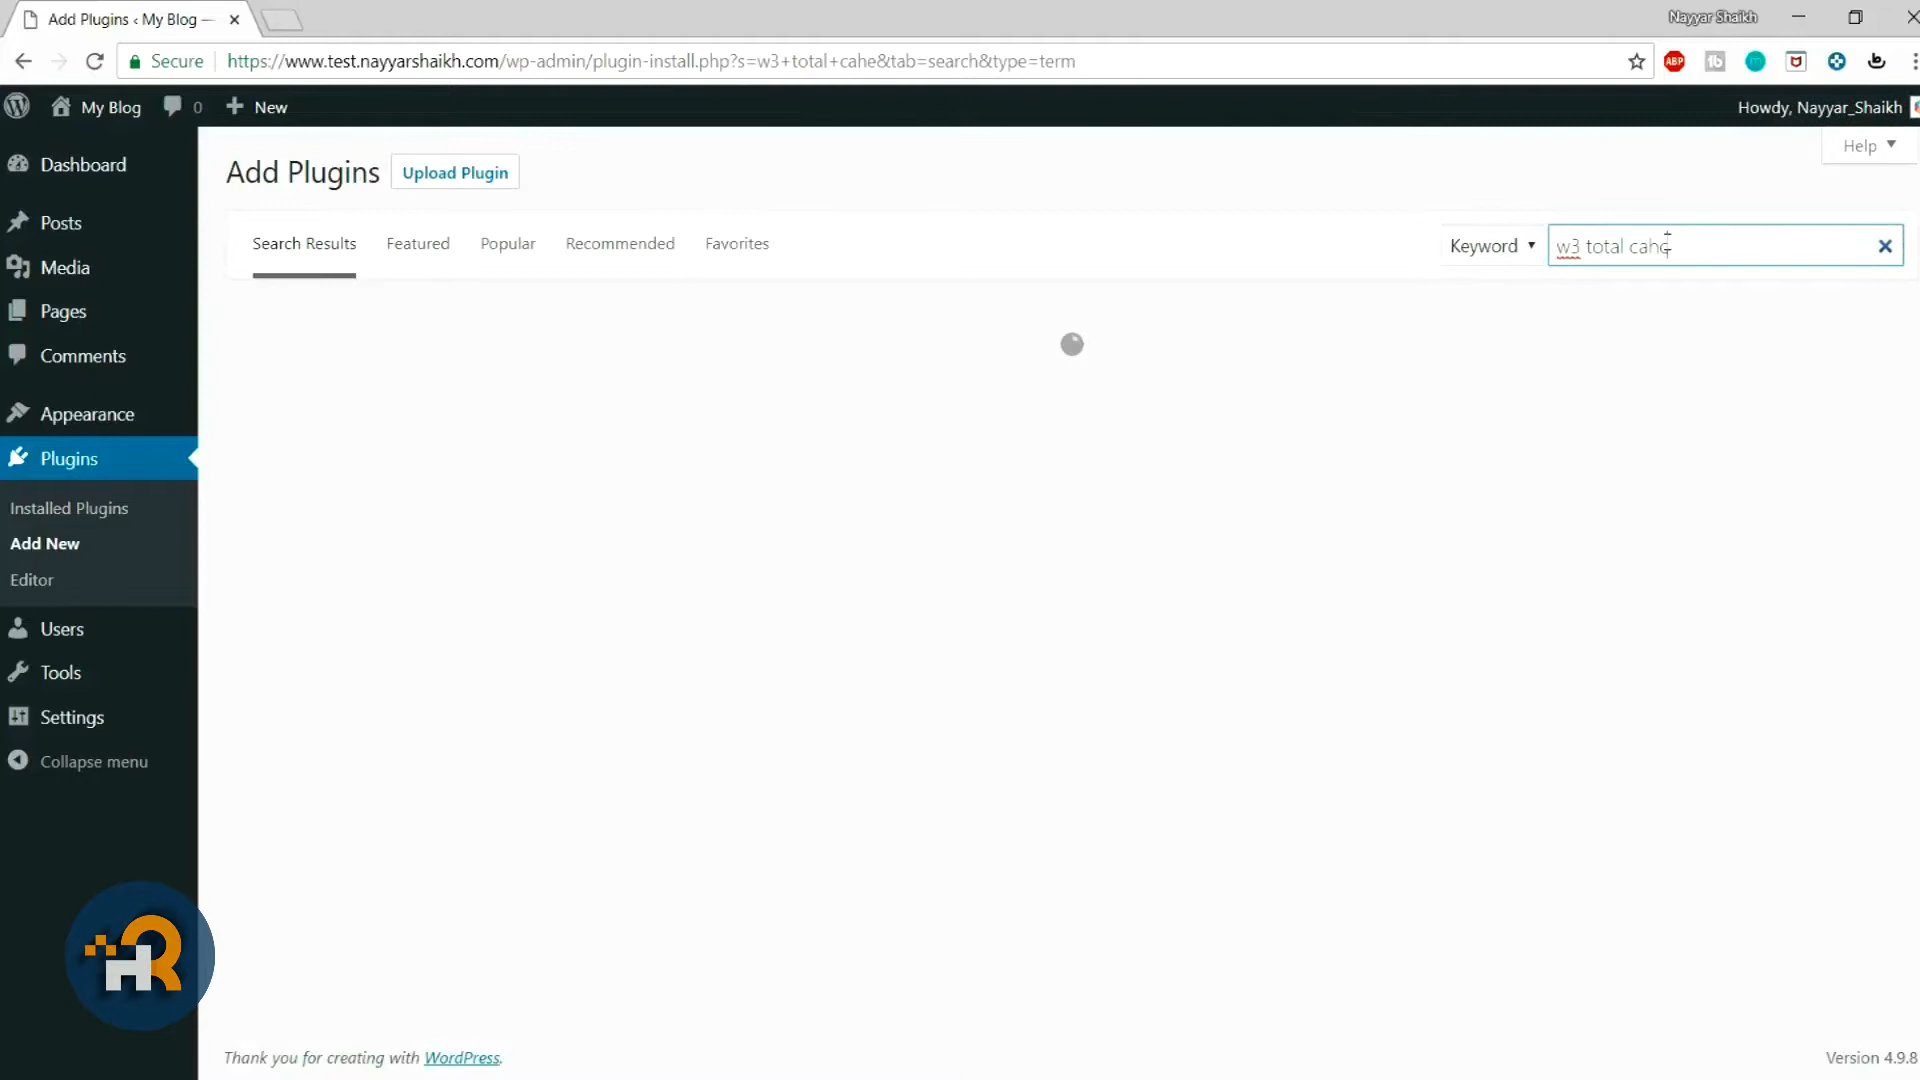 Add Plugins ‹ My Blog —
Nayyar Shaikh
Secure
https://www.test.nayyarshaikh.com/wp-admin/plugin-install.php?s=w3+total+cahe&tab=search&type=term
ABP
My Blog
0
New
Howdy, Nayyar_Shaikh
Dashboard
Posts
Media
Pages
Comments
Appearance
Plugins
Installed Plugins
Add New
Editor
Users
Tools
Settings
Collapse menu
Add Plugins
Upload Plugin
Help
Search Results
Featured
Popular
Recommended
Favorites
Keyword
w3 total cahe
HR
Thank you for creating with WordPress.
Version 4.9.8